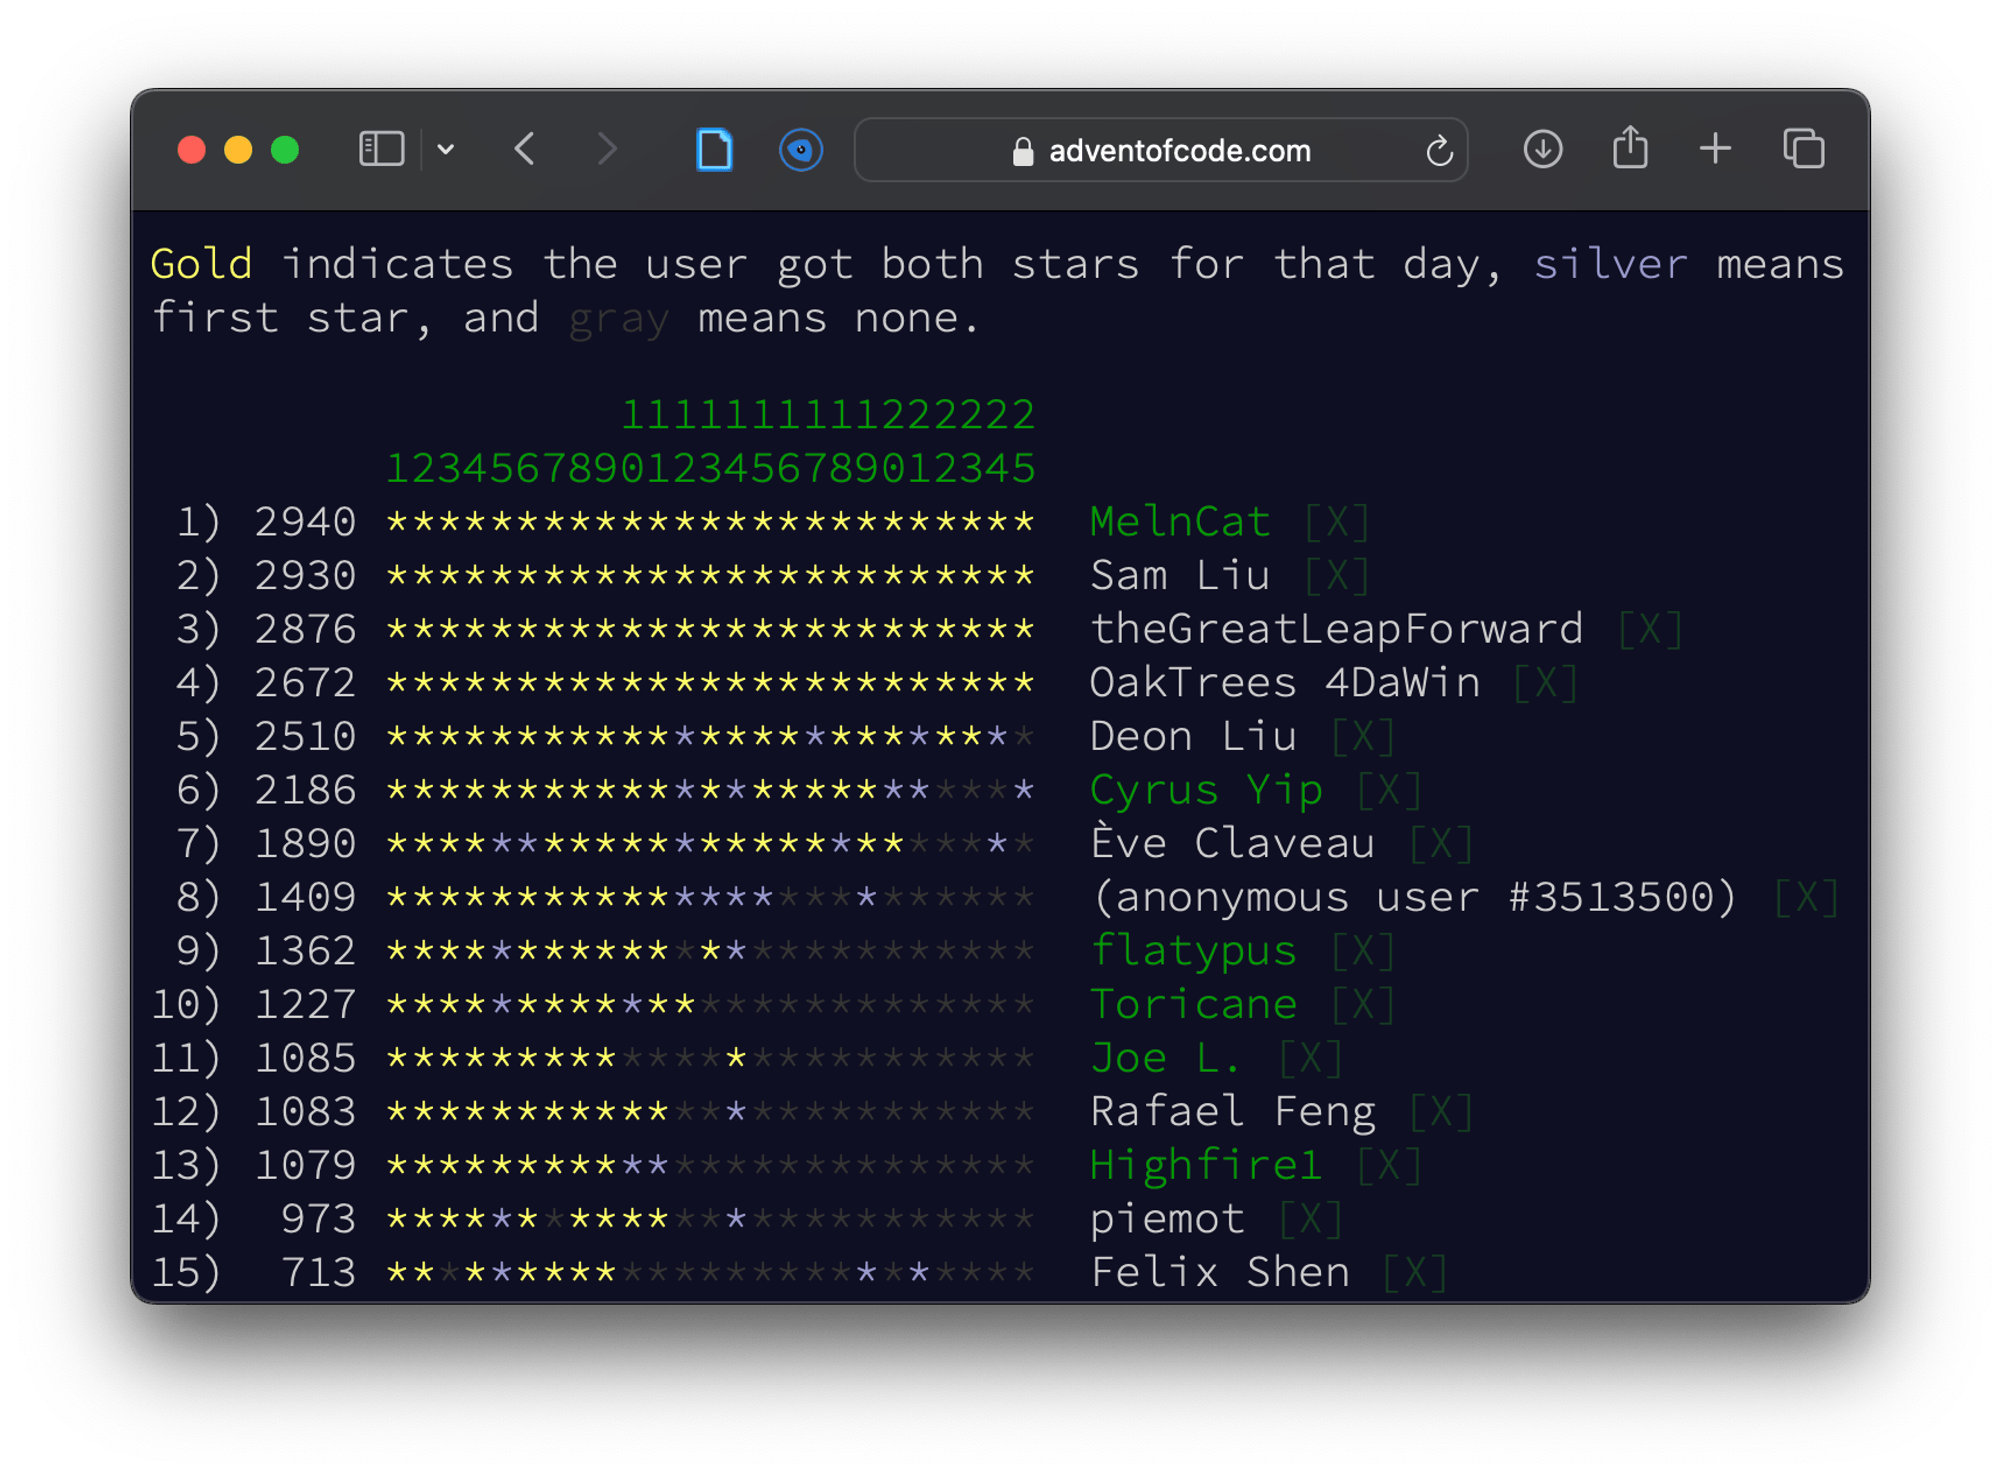 adventofcode.com
Gold indicates the user got both stars for that day, silver means
first star, and gray means none.
1111111111222222
1234567890123456789012345
1) 2940 ************************* MelnCat [X]
2) 2930 ************************* Sam Liu [X]
3) 2876 ************************* theGreatLeapForward [X]
4) 2672 ************************* OakTrees 4DaWin [X]
5) 2510 ************************* Deon Liu [X]
6) 2186 ************************* Cyrus Yip [X]
7) 1890 ************************* Ève Claveau [X]
8) 1409 ************************* (anonymous user #3513500) [X]
9) 1362 ************************* flatypus [X]
10) 1227 ************************* Toricane [X]
11) 1085 ************************* Joe L. [X]
12) 1083 ************************* Rafael Feng [X]
13) 1079 ************************* Highfire1 [X]
14) 973 ************************* piemot [X]
15) 713 ************************* Felix Shen [X]